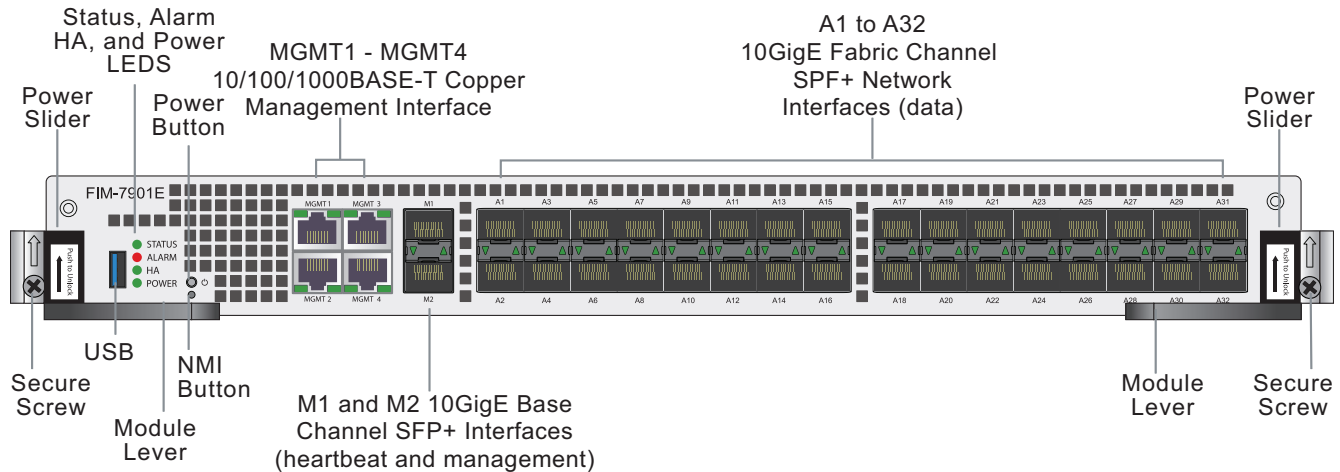 Status, Alarm
HA, and Power
LEDS
Power
Slider
Power
Button
MGMT1 - MGMT4
10/100/1000BASE-T Copper
Management Interface
A1 to A32
10GigE Fabric Channel
SPF+ Network
Interfaces (data)
Power
Slider
FIM-7901E
MGMT 1
MGMT 3
M1
A1
A3
A5
A7
A9
A11
A13
A15
A17
A19
A21
A23
A25
A27
A29
A31
Push to Unlock
STATUS
ALARM
HA
POWER
Push to Unlock
MGMT 2
MGMT 4
M2
A2
A4
A6
A8
A10
A12
A14
A16
A18
A20
A22
A24
A26
A28
A30
A32
USB
NMI
Button
Secure
Screw
Module
Lever
M1 and M2 10GigE Base
Channel SFP+ Interfaces
(heartbeat and management)
Module
Lever
Secure
Screw